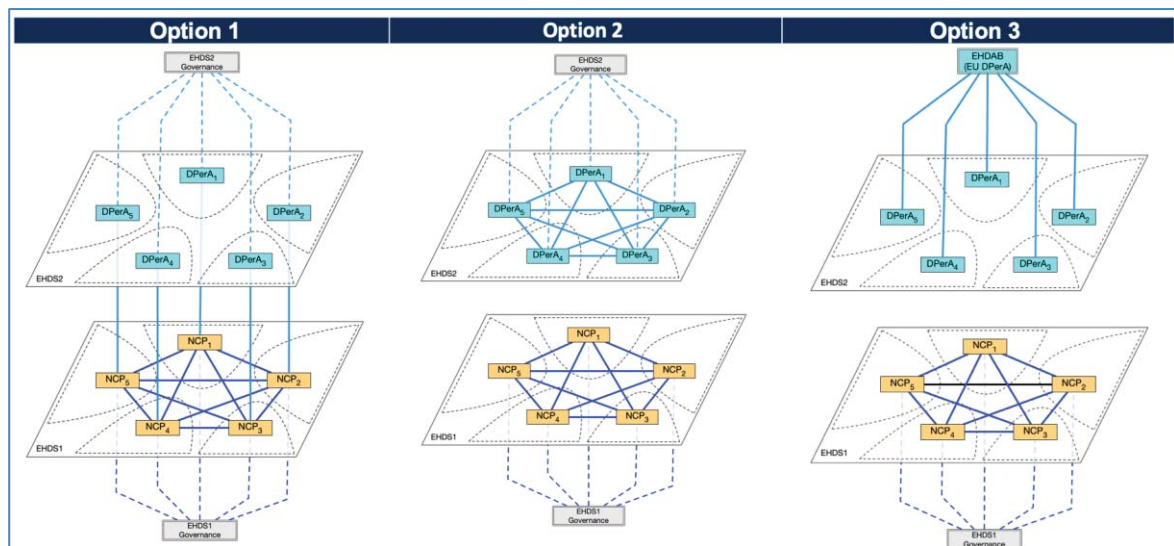 Option 1
Option 2
Option 3
EHDS2
Governance
DPerA1
DPerA5
DPerA2
DPerA4
DPerA3
EHDS2
NCP1
NCP5
NCP2
NCP4
NCP3
EHDS1
EHDS1
Governance
EHDS2
Governance
DPerA1
DPerA5
DPerA2
DPerA4
DPerA3
EHDS2
NCP1
NCP5
NCP2
NCP4
NCP3
EHDS1
EHDS1
Governance
EHDAB
(EU DPerA)
DPerA1
DPerA5
DPerA2
DPerA4
DPerA3
EHDS2
NCP1
NCP5
NCP2
NCP4
NCP3
EHDS1
EHDS1
Governance